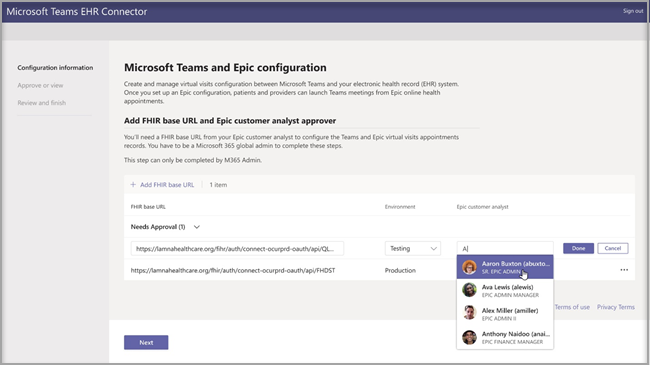 Microsoft Teams EHR Connector
Sign out
Configuration information
Approve or view
Review and finish
Microsoft Teams and Epic configuration
Create and manage virtual visits configuration between Microsoft Teams and your electronic health record (EHR) system.
Once you set up an Epic configuration, patients and providers can launch Teams meetings from Epic online health
appointments.
Add FHIR base URL and Epic customer analyst approver
You'll need a FHIR base URL from your Epic customer analyst to configure the Teams and Epic virtual visits appointments
records. You have to be a Microsoft 365 global admin to complete these steps.
This step can only be completed by M365 Admin.
+ Add FHIR base URL | 1 item
FHIR base URL Environment Epic customer analyst
Needs Approval (1)
https://lamnahealthcare.org/fihr/auth/connect-ocurprd-oauth/api/QL... Testing A Done Cancel
https://lamnahealthcare.org/fhir/auth/connect-ocurprd-oauth/api/FHDST Production ...
Aaron Buxton (abuxto...
SR. EPIC ADMIN
Ava Lewis (alewis)
EPIC ADMIN MANAGER
Alex Miller (amiller)
EPIC ADMIN II
Anthony Naidoo (anai...
EPIC FINANCE MANAGER
Terms of use Privacy Terms
Next